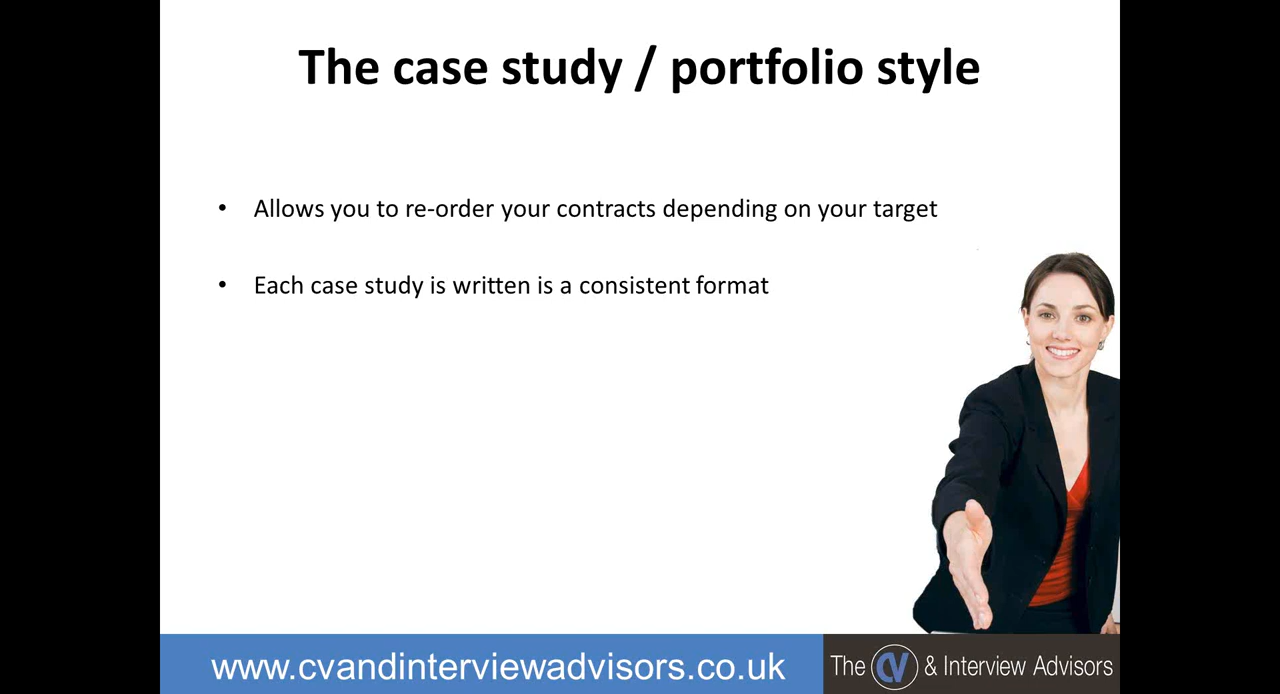 The case study / portfolio style
• Allows you to re-order your contracts depending on your target
• Each case study is written is a consistent format
www.cvandinterviewadvisors.co.uk
The CV & Interview Advisors